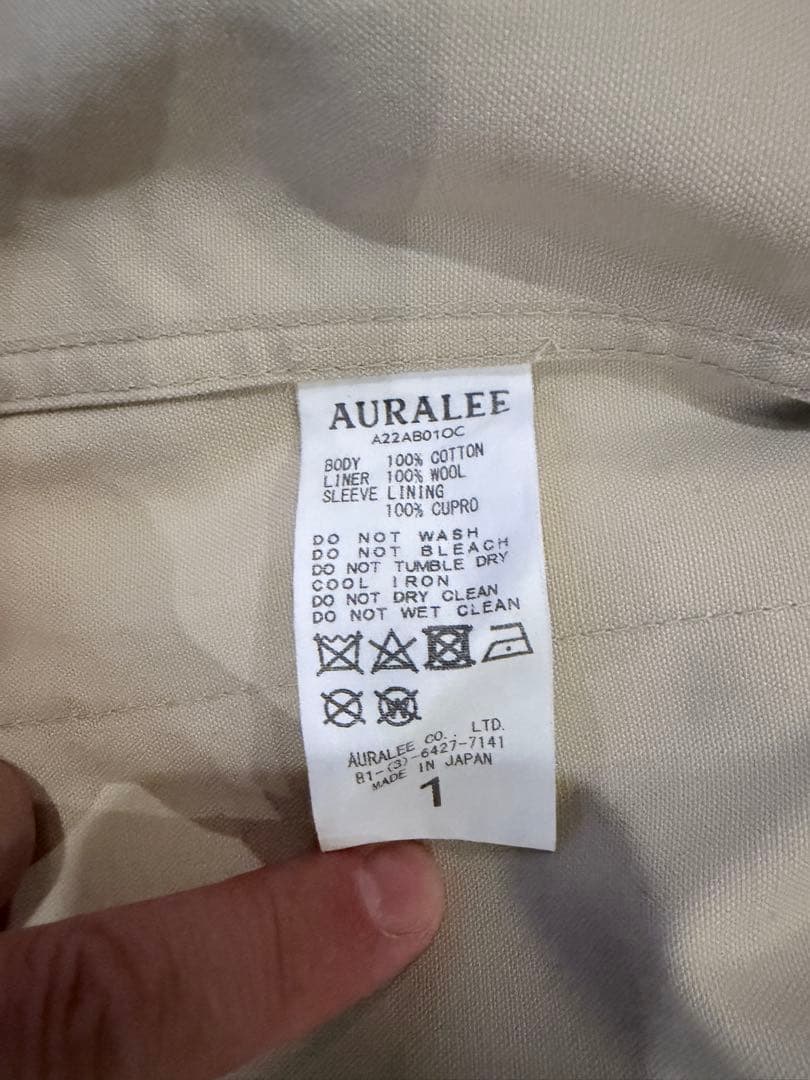 AURALEE
A22AB01OC
BODY 100% COTTON
LINER 100% WOOL
SLEEVE LINING
100% CUPRO
DO NOT WASH
DO NOT BLEACH
DO NOT TUMBLE DRY
COOL IRON
DO NOT DRY CLEAN
DO NOT WET CLEAN
W
AURALEE CO., LTD.
81-(3)-6427-7141
MADE IN JAPAN
1